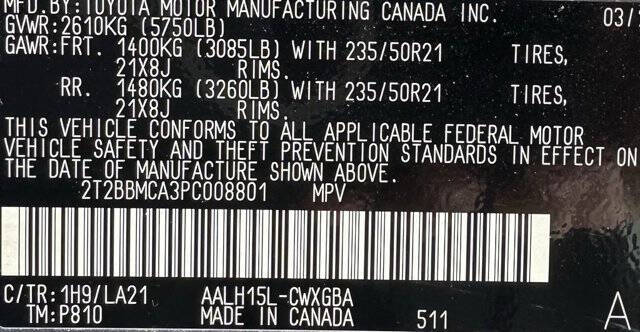 MFD.BY:TOYOTA MOTOR MANUFACTURING CANADA INC. 03/
GVWR:2610KG (5750LB)
GAWR:FRT. 1400KG (3085LB) WITH 235/50R21 TIRES,
21X8J RIMS.
RR. 1480KG (3260LB) WITH 235/50R21 TIRES,
21X8J RIMS.
THIS VEHICLE CONFORMS TO ALL APPLICABLE FEDERAL MOTOR
VEHICLE SAFETY AND THEFT PREVENTION STANDARDS IN EFFECT ON
THE DATE OF MANUFACTURE SHOWN ABOVE.
2T2BBMCA3PC008801 MPV
C/TR:1H9/LA21 AALH15L-CWXGBA
TM:P810 MADE IN CANADA 511 A